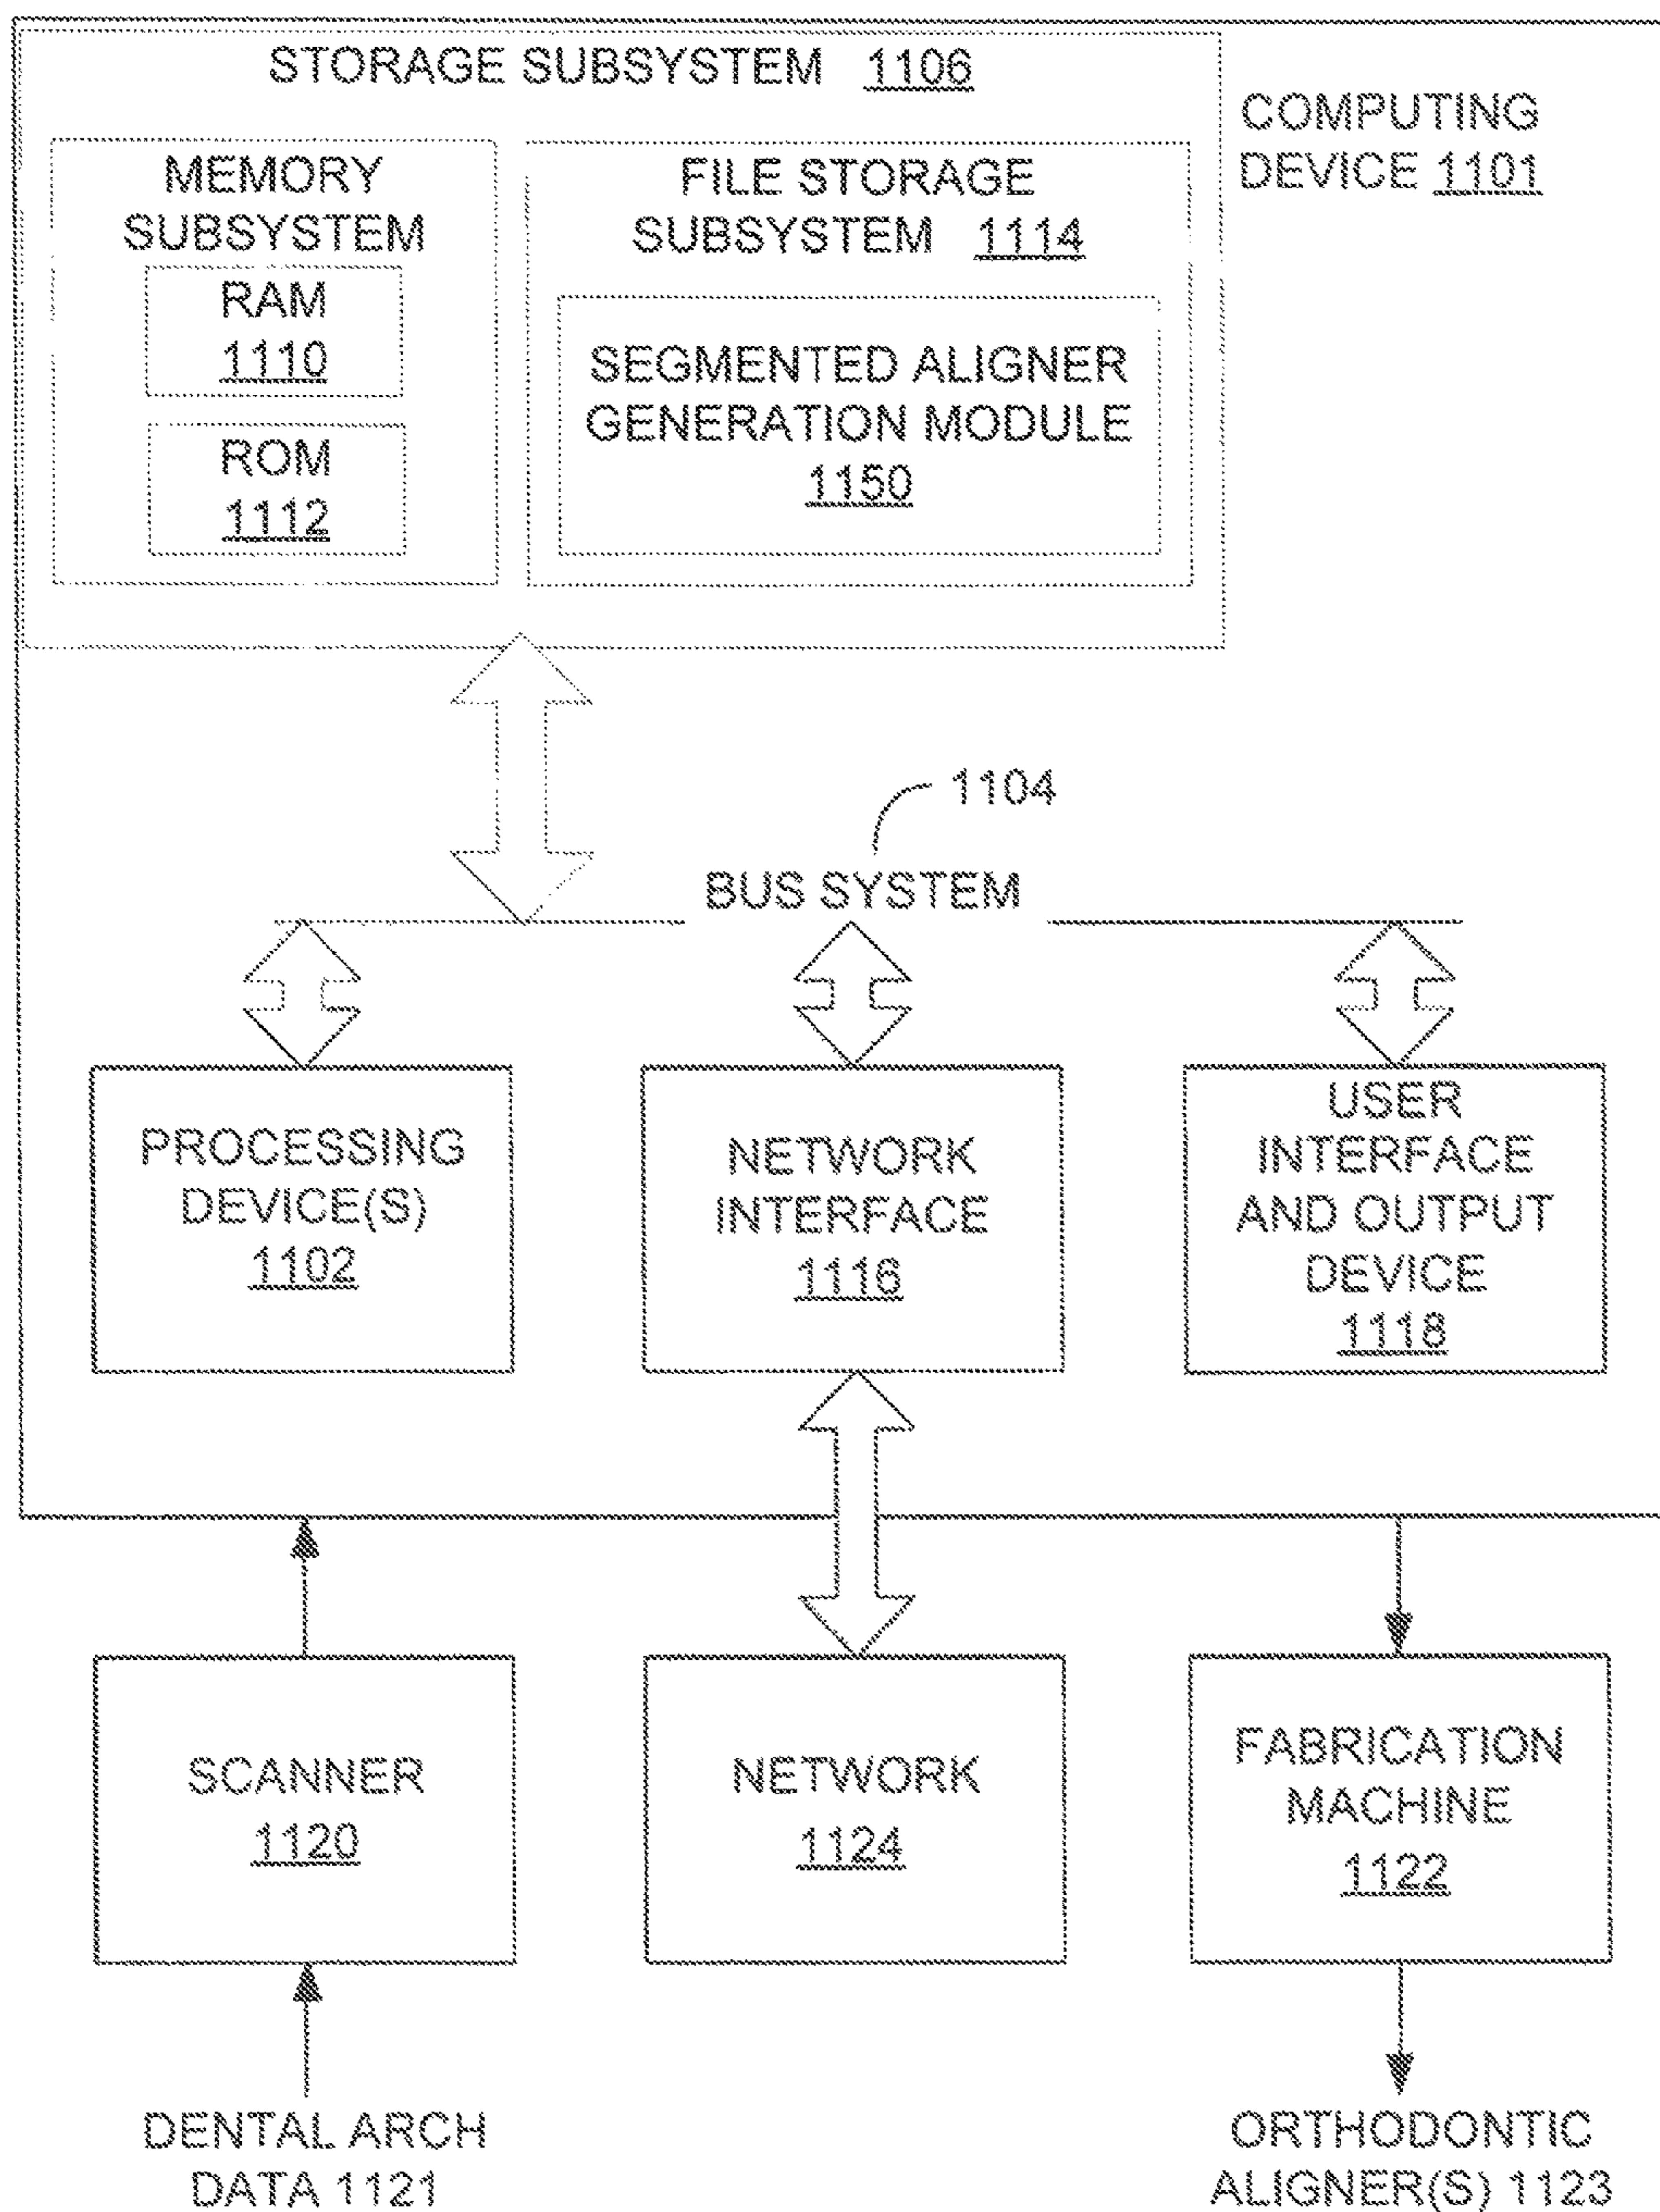 STORAGE SUBSYSTEM 1106
COMPUTING
DEVICE 1101
MEMORY
SUBSYSTEM
RAM
1110
ROM
1112
FILE STORAGE
SUBSYSTEM 1114
SEGMENTED ALIGNER
GENERATION MODULE
1150
1104
BUS SYSTEM
PROCESSING
DEVICE(S)
1102
NETWORK
INTERFACE
1116
USER
INTERFACE
AND OUTPUT
DEVICE
1118
SCANNER
1120
NETWORK
1124
FABRICATION
MACHINE
1122
DENTAL ARCH
DATA 1121
ORTHODONTIC
ALIGNER(S) 1123